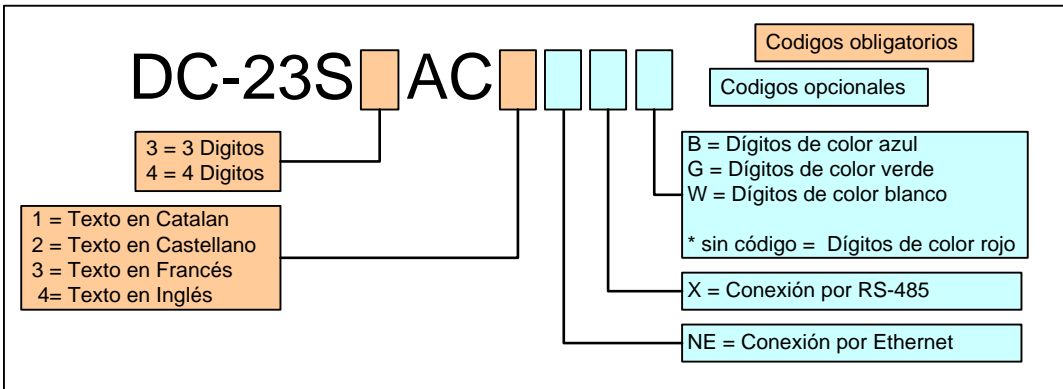 Codigos obligatorios
DC-23S AC
Codigos opcionales
3 = 3 Digitos
4 = 4 Digitos
B = Dígitos de color azul
G = Dígitos de color verde
W = Dígitos de color blanco
* sin código = Dígitos de color rojo
1 = Texto en Catalan
2 = Texto en Castellano
3 = Texto en Francés
4= Texto en Inglés
X = Conexión por RS-485
NE = Conexión por Ethernet